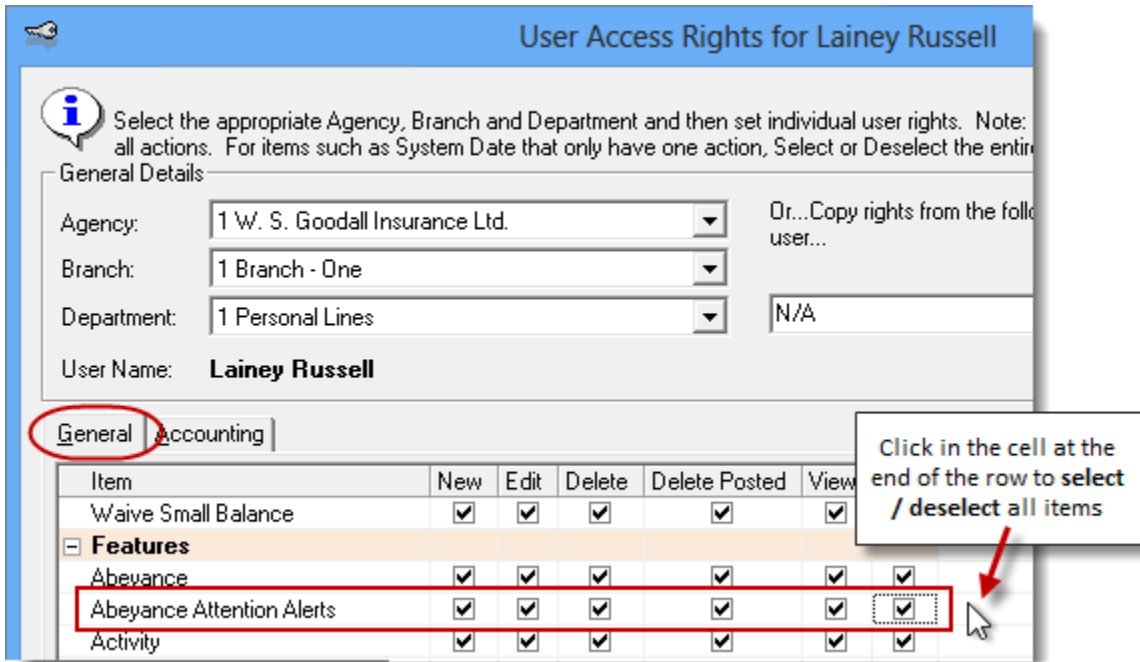 User Access Rights for Lainey Russell
Select the appropriate Agency, Branch and Department and then set individual user rights. Note:
all actions. For items such as System Date that only have one action, Select or Deselect the entir
General Details
Agency:
1 W. S. Goodall Insurance Ltd.
Or...Copy rights from the follo
user...
Branch:
1 Branch - One
Department:
1 Personal Lines
N/A
User Name:
Lainey Russell
General
Accounting
Click in the cell at the
end of the row to select
/ deselect all items
Item New Edit Delete Delete Posted View
Waive Small Balance
Features
Abeyance
Abeyance Attention Alerts
Activity